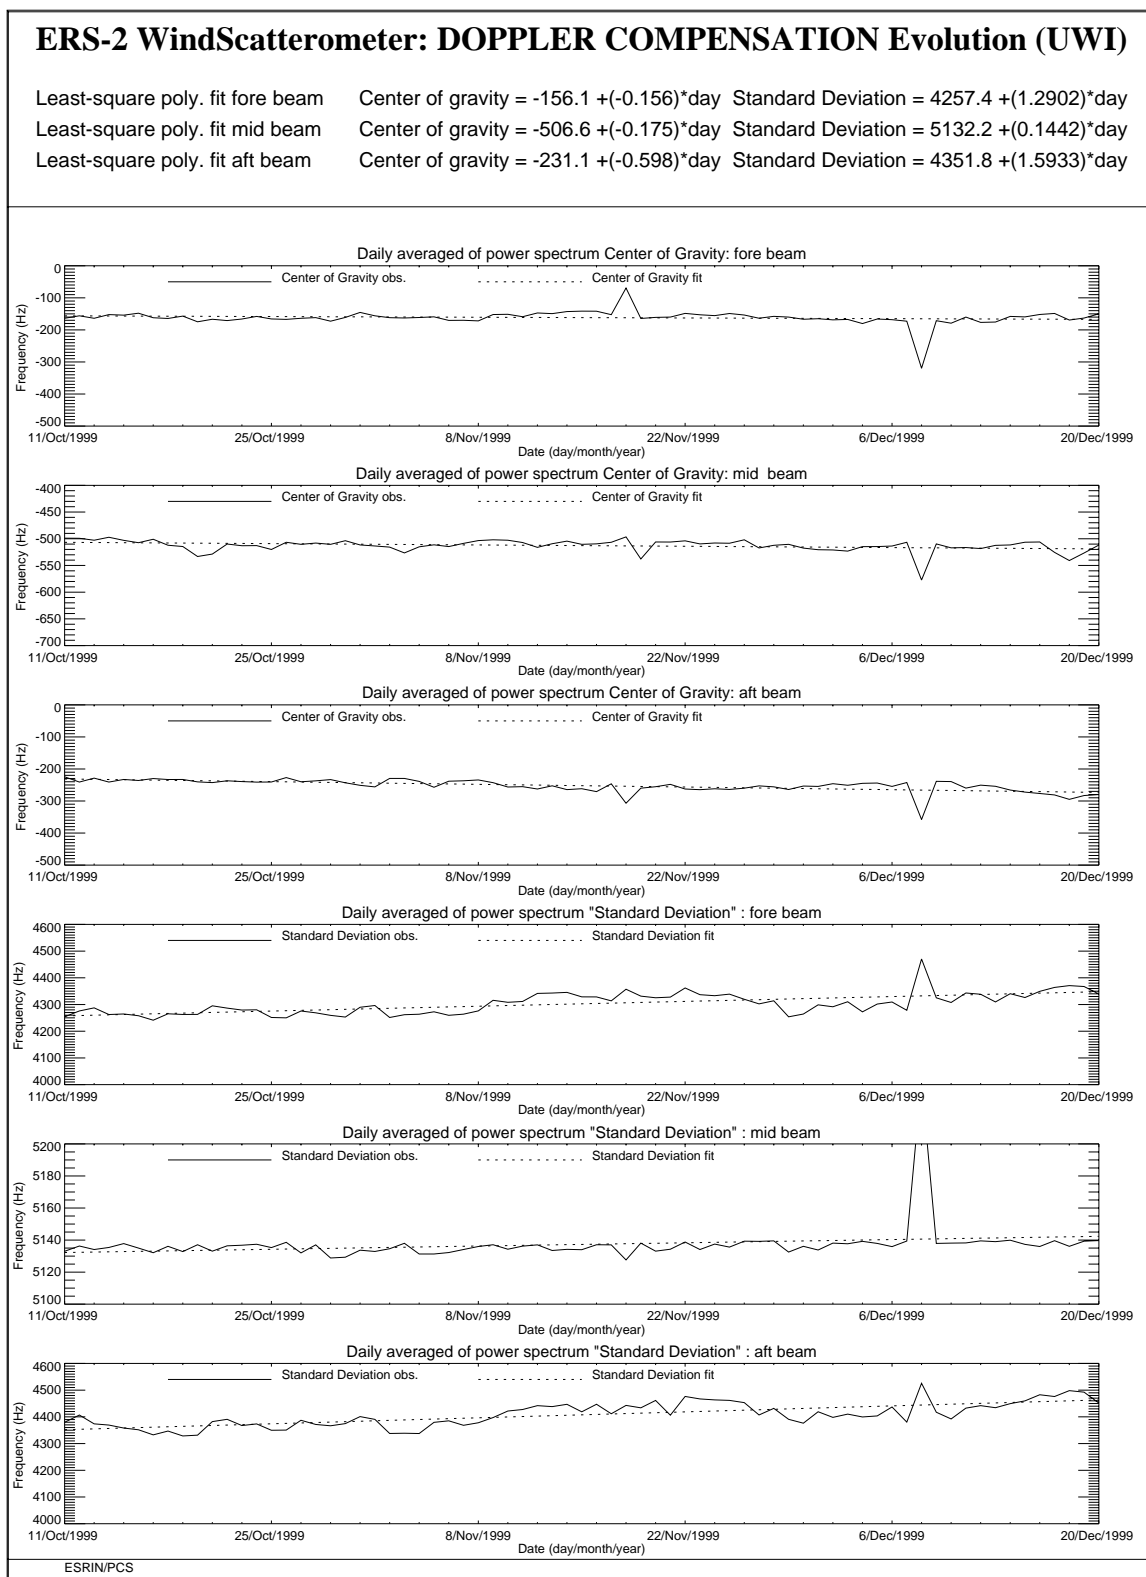 ERS-2 WindScatterometer: DOPPLER COMPENSATION Evolution (UWI)
Least-square poly. fit fore beam Center of gravity = -156.1 +(-0.156)*day Standard Deviation = 4257.4 +(1.2902)*day
Least-square poly. fit mid beam Center of gravity = -506.6 +(-0.175)*day Standard Deviation = 5132.2 +(0.1442)*day
Least-square poly. fit aft beam Center of gravity = -231.1 +(-0.598)*day Standard Deviation = 4351.8 +(1.5933)*day
Daily averaged of power spectrum Center of Gravity: fore beam
Center of Gravity obs. Center of Gravity fit
Frequency (Hz)
0
-100
-200
-300
-400
-500
11/Oct/1999 25/Oct/1999 8/Nov/1999 22/Nov/1999 6/Dec/1999 20/Dec/1999
Date (day/month/year)
Daily averaged of power spectrum Center of Gravity: mid beam
Center of Gravity obs. Center of Gravity fit
Frequency (Hz)
-400
-450
-500
-550
-600
-650
-700
11/Oct/1999 25/Oct/1999 8/Nov/1999 22/Nov/1999 6/Dec/1999 20/Dec/1999
Date (day/month/year)
Daily averaged of power spectrum Center of Gravity: aft beam
Center of Gravity obs. Center of Gravity fit
Frequency (Hz)
0
-100
-200
-300
-400
-500
11/Oct/1999 25/Oct/1999 8/Nov/1999 22/Nov/1999 6/Dec/1999 20/Dec/1999
Date (day/month/year)
Daily averaged of power spectrum "Standard Deviation" : fore beam
Standard Deviation obs. Standard Deviation fit
Frequency (Hz)
4600
4500
4400
4300
4200
4100
4000
11/Oct/1999 25/Oct/1999 8/Nov/1999 22/Nov/1999 6/Dec/1999 20/Dec/1999
Date (day/month/year)
Daily averaged of power spectrum "Standard Deviation" : mid beam
Standard Deviation obs. Standard Deviation fit
Frequency (Hz)
5200
5180
5160
5140
5120
5100
11/Oct/1999 25/Oct/1999 8/Nov/1999 22/Nov/1999 6/Dec/1999 20/Dec/1999
Date (day/month/year)
Daily averaged of power spectrum "Standard Deviation" : aft beam
Standard Deviation obs. Standard Deviation fit
Frequency (Hz)
4600
4500
4400
4300
4200
4100
4000
11/Oct/1999 25/Oct/1999 8/Nov/1999 22/Nov/1999 6/Dec/1999 20/Dec/1999
Date (day/month/year)
ESRIN/PCS